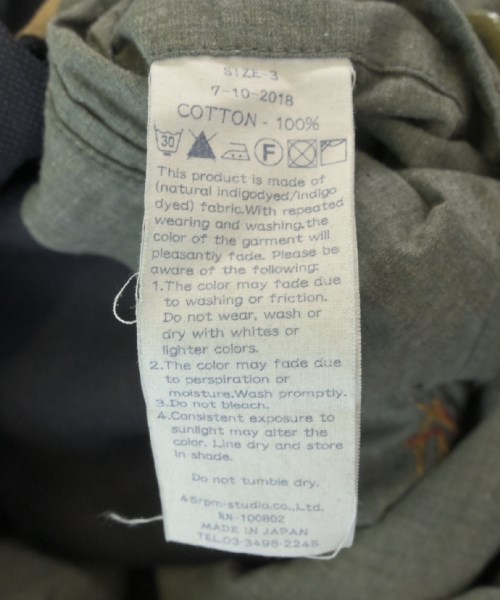 SIZE-3
7-10-2018
COTTON - 100%
30
F
This product is made of
(natural indigodyed/indigo
dyed) fabric.With repeated
wearing and washing,the
color of the garment will
pleasantly fade. Please be
aware of the following:
1.The color may fade due
to washing or friction.
Do not wear, wash or
dry with whites or
lighter colors.
2.The color may fade due
to perspiration or
moisture.Wash promptly.
3.Do not bleach.
4.Consistent exposure to
sunlight may alter the
color. Line dry and store
in shade.
Do not tumble dry.
45rpm-studio.co.,Ltd.
RN-100802
MADE IN JAPAN
TEL.03-3498-2248